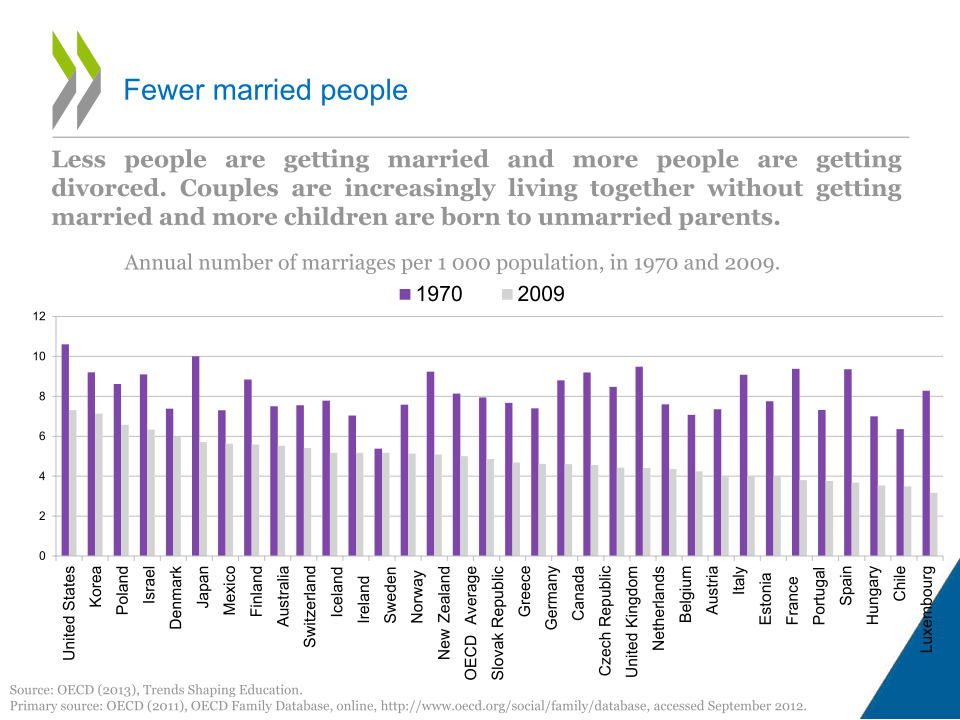 Fewer married people
Less people are getting married and more people are getting
divorced. Couples are increasingly living together without getting
married and more children are born to unmarried parents.
Annual number of marriages per 1 000 population, in 1970 and 2009.
1970 2009
12
10
8
6
4
2
0
United States
Korea
Poland
Israel
Denmark
Japan
Mexico
Finland
Australia
Switzerland
Iceland
Ireland
Sweden
Norway
New Zealand
OECD Average
Slovak Republic
Greece
Germany
Canada
Czech Republic
United Kingdom
Netherlands
Belgium
Austria
Italy
Estonia
France
Portugal
Spain
Hungary
Chile
Luxembourg
Source: OECD (2013), Trends Shaping Education.
Primary source: OECD (2011), OECD Family Database, online, http://www.oecd.org/social/family/database, accessed September 2012.